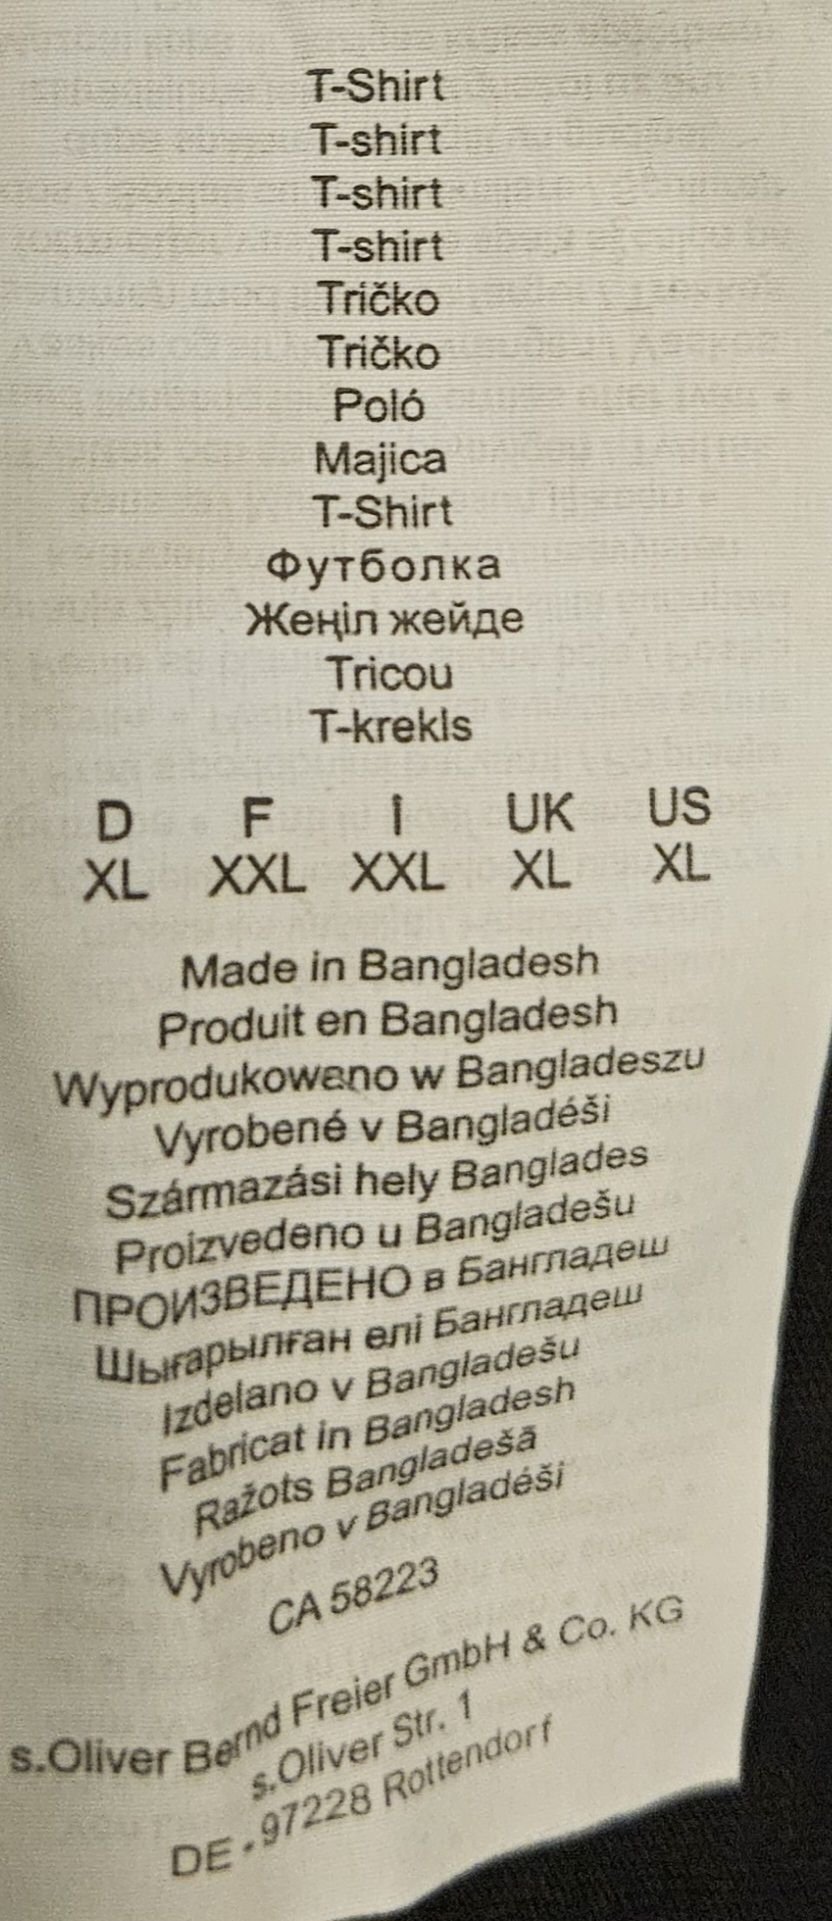 T-Shirt
T-shirt
T-shirt
T-shirt
Tričko
Tričko
Poló
Majica
T-Shirt
Футболка
Жеңіл жейде
Tricou
T-krekls
D F I UK US
XL XXL XXL XL XL
Made in Bangladesh
Produit en Bangladesh
Wyprodukowano w Bangladeszu
Vyrobené v Bangladéši
Származási hely Banglades
Proizvedeno u Bangladešu
ПРОИЗВЕДЕНО в Бангладеш
Шығарылған елі Бангладеш
Izdelano v Bangladešu
Fabricat in Bangladesh
Ražots Bangladešā
Vyrobeno v Bangladéši
CA 58223
s.Oliver Bernd Freier GmbH & Co. KG
s.Oliver Str. 1
DE - 97228 Rottendorf